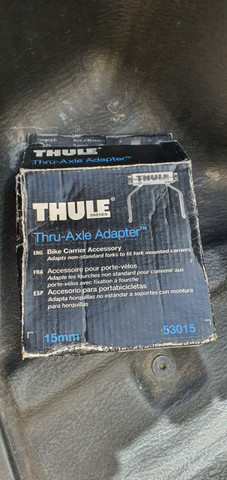 THULE
Thru-Axle Adapter™
THULE
THULE
SWEDEN
Thru-Axle Adapter™
ENG Bike Carrier Accessory
Adapts non-standard forks to fit fork mounted carriers
FRA Accessoire pour porte-vélos
Adapte les fourches non standard pour convenir aux
porte-vélos avec fixation à fourche
ESP Accesorio para portabicicletas
Adapta horquillas no estándar a soportes con montura
para horquillas
15mm 53015